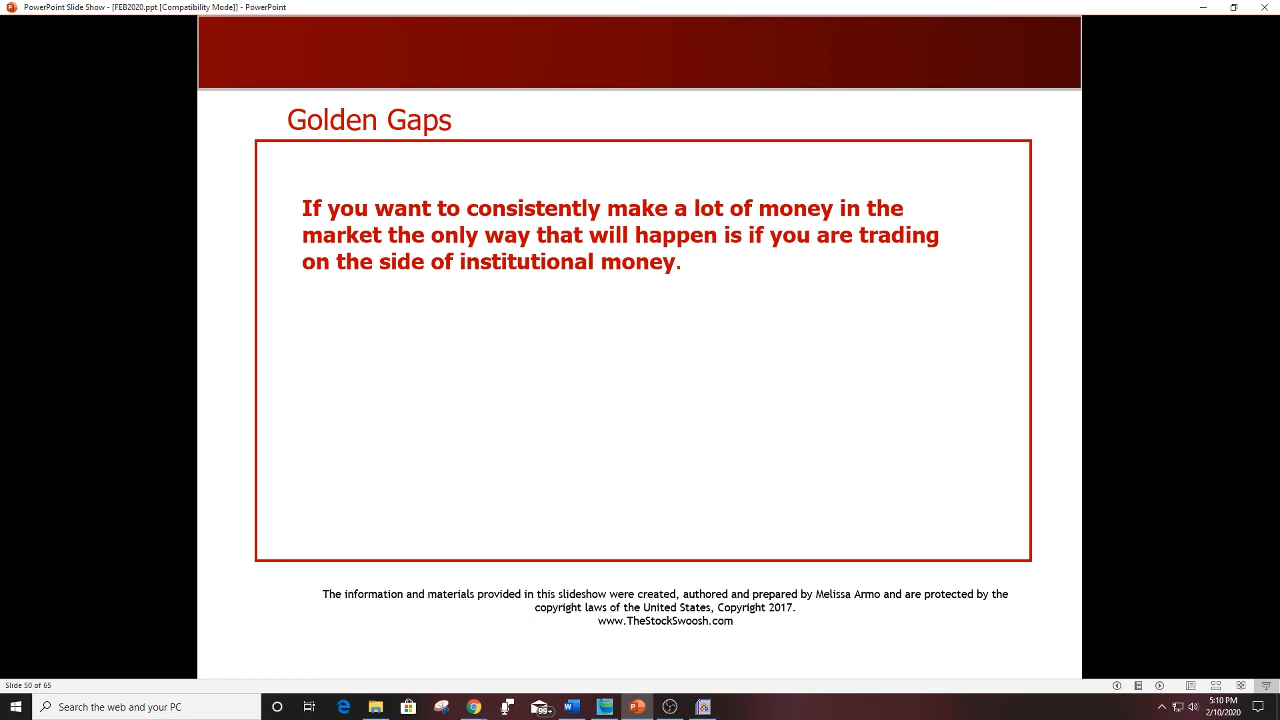 PowerPoint Slide Show - [FEB2020.ppt [Compatibility Mode]] - PowerPoint
Golden Gaps
If you want to consistently make a lot of money in the
market the only way that will happen is if you are trading
on the side of institutional money.
The information and materials provided in this slideshow were created, authored and prepared by Melissa Armo and are protected by the
copyright laws of the United States, Copyright 2017.
www.TheStockSwoosh.com
Slide 50 of 65
Search the web and your PC
99+
5:10 PM
2/10/2020